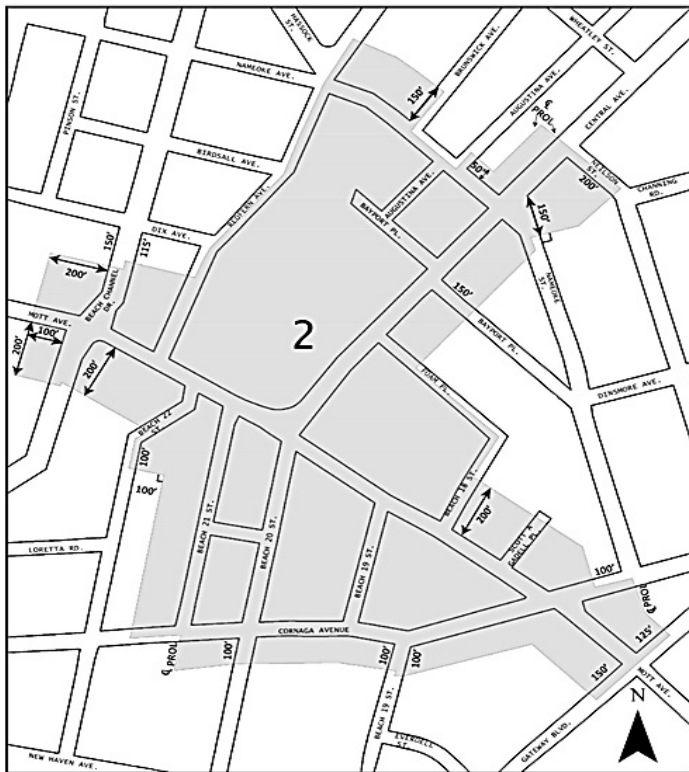 HASSOCK
ST.
WHEATLEY ST.
BRUNSWICK AVE.
NAMEOKE AVE.
AUGUSTINA AVE.
CENTRAL AVE.
PINSON ST.
150'
℄
PROL
BIRDSALL AVE.
50'
NEILSON
ST.
200'
CHANNING
RD.
AUGUSTINA AVE.
REDFERN AVE.
BAYPORT PL.
150'
DIX AVE.
150'
115'
NAMEOKE
ST.
200'
BEACH CHANNEL
DR.
150'
MOTT AVE.
100'
200'
2
BAYPORT PL.
200'
FOAM PL.
DINSMORE AVE.
BEACH 22
ST.
100'
100'
BEACH 18 ST.
200'
BEACH 21 ST.
BEACH 20 ST.
SCOTT A
GADELL PL.
LORETTA RD.
BEACH 19 ST.
100'
℄ PROL
CORNAGA AVENUE
125'
℄ PROL
100'
100'
100'
150'
MOTT AVE.
N
BEACH 19 ST.
EVERDELL
ST.
GATEWAY BLVD.
NEW HAVEN AVE.